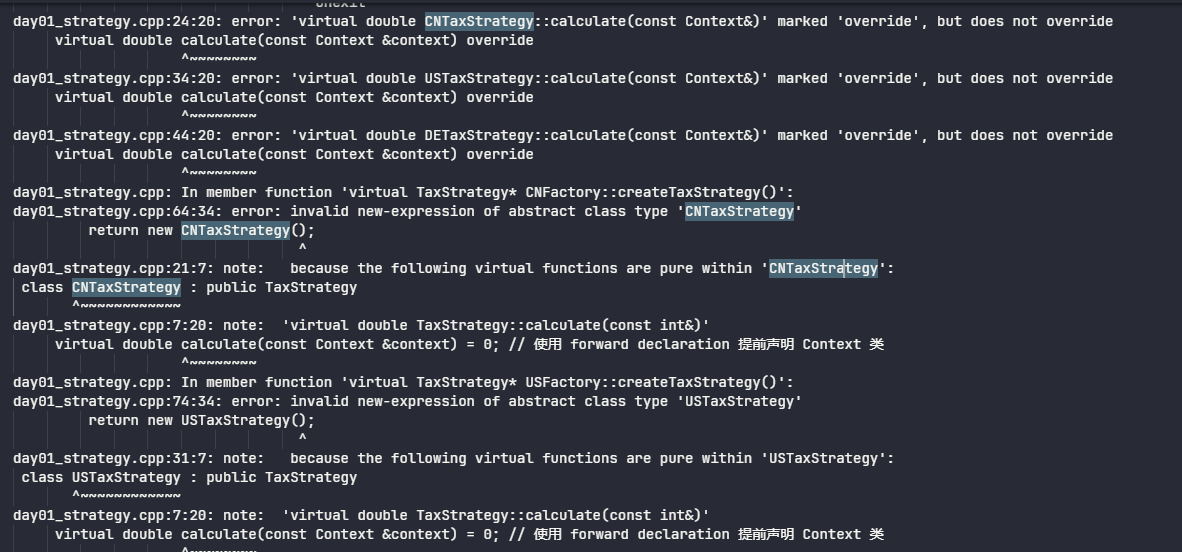 onexit
day01_strategy.cpp:24:20: error: 'virtual double CNTaxStrategy::calculate(const Context&)' marked 'override', but does not override
     virtual double calculate(const Context &context) override
                    ^~~~~~~~~
day01_strategy.cpp:34:20: error: 'virtual double USTaxStrategy::calculate(const Context&)' marked 'override', but does not override
     virtual double calculate(const Context &context) override
                    ^~~~~~~~~
day01_strategy.cpp:44:20: error: 'virtual double DETaxStrategy::calculate(const Context&)' marked 'override', but does not override
     virtual double calculate(const Context &context) override
                    ^~~~~~~~~
day01_strategy.cpp: In member function 'virtual TaxStrategy* CNFactory::createTaxStrategy()':
day01_strategy.cpp:64:34: error: invalid new-expression of abstract class type 'CNTaxStrategy'
         return new CNTaxStrategy();
                                  ^
day01_strategy.cpp:21:7: note:   because the following virtual functions are pure within 'CNTaxStrategy':
 class CNTaxStrategy : public TaxStrategy
       ^~~~~~~~~~~~~
day01_strategy.cpp:7:20: note:  'virtual double TaxStrategy::calculate(const int&)'
     virtual double calculate(const Context &context) = 0; // 使用 forward declaration 提前声明 Context 类
                    ^~~~~~~~~
day01_strategy.cpp: In member function 'virtual TaxStrategy* USFactory::createTaxStrategy()':
day01_strategy.cpp:74:34: error: invalid new-expression of abstract class type 'USTaxStrategy'
         return new USTaxStrategy();
                                  ^
day01_strategy.cpp:31:7: note:   because the following virtual functions are pure within 'USTaxStrategy':
 class USTaxStrategy : public TaxStrategy
       ^~~~~~~~~~~~~
day01_strategy.cpp:7:20: note:  'virtual double TaxStrategy::calculate(const int&)'
     virtual double calculate(const Context &context) = 0; // 使用 forward declaration 提前声明 Context 类
                    ^~~~~~~~~